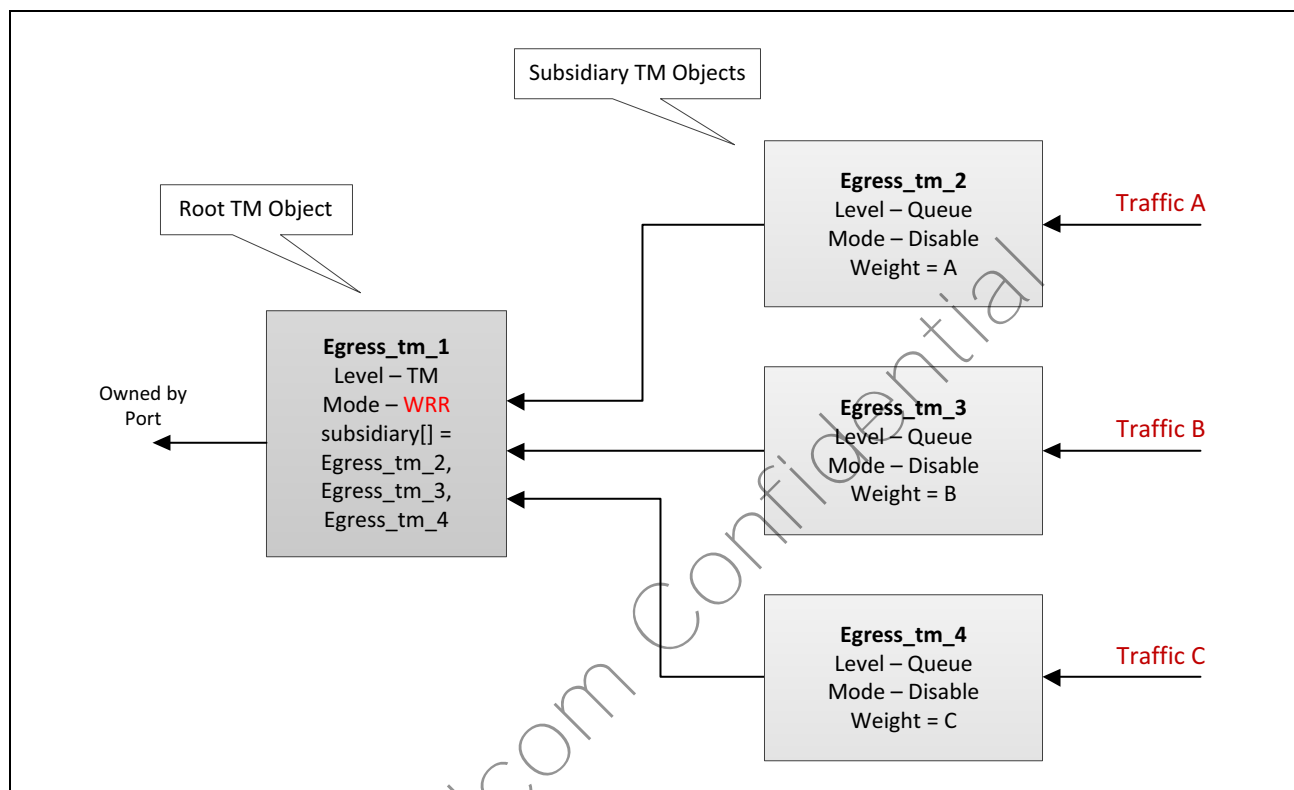 Subsidiary TM Objects
Root TM Object
Egress_tm_2
Level – Queue
Mode – Disable
Weight = A
Traffic A
Egress_tm_1
Level – TM
Mode – WRR
subsidiary[] =
Egress_tm_2,
Egress_tm_3,
Egress_tm_4
Owned by
Port
Egress_tm_3
Level – Queue
Mode – Disable
Weight = B
Traffic B
Egress_tm_4
Level – Queue
Mode – Disable
Weight = C
Traffic C
Confidential